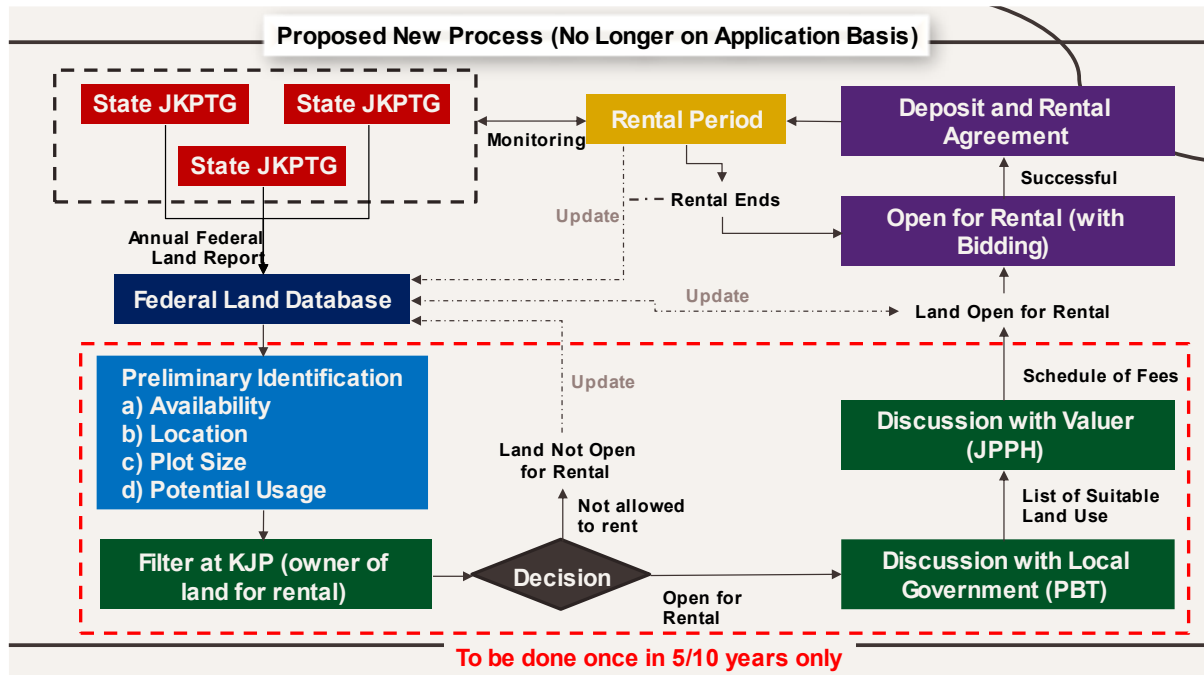 Proposed New Process (No Longer on Application Basis)
State JKPTG
State JKPTG
State JKPTG
Monitoring
Rental Period
Deposit and Rental
Agreement
Successful
Rental Ends
Update
Open for Rental (with
Bidding)
Annual Federal
Land Report
Federal Land Database
Update
Land Open for Rental
Preliminary Identification
a) Availability
b) Location
c) Plot Size
d) Potential Usage
Update
Land Not Open
for Rental
Not allowed
to rent
Schedule of Fees
Discussion with Valuer
(JPPH)
List of Suitable
Land Use
Filter at KJP (owner of
land for rental)
Decision
Open for
Rental
Discussion with Local
Government (PBT)
To be done once in 5/10 years only